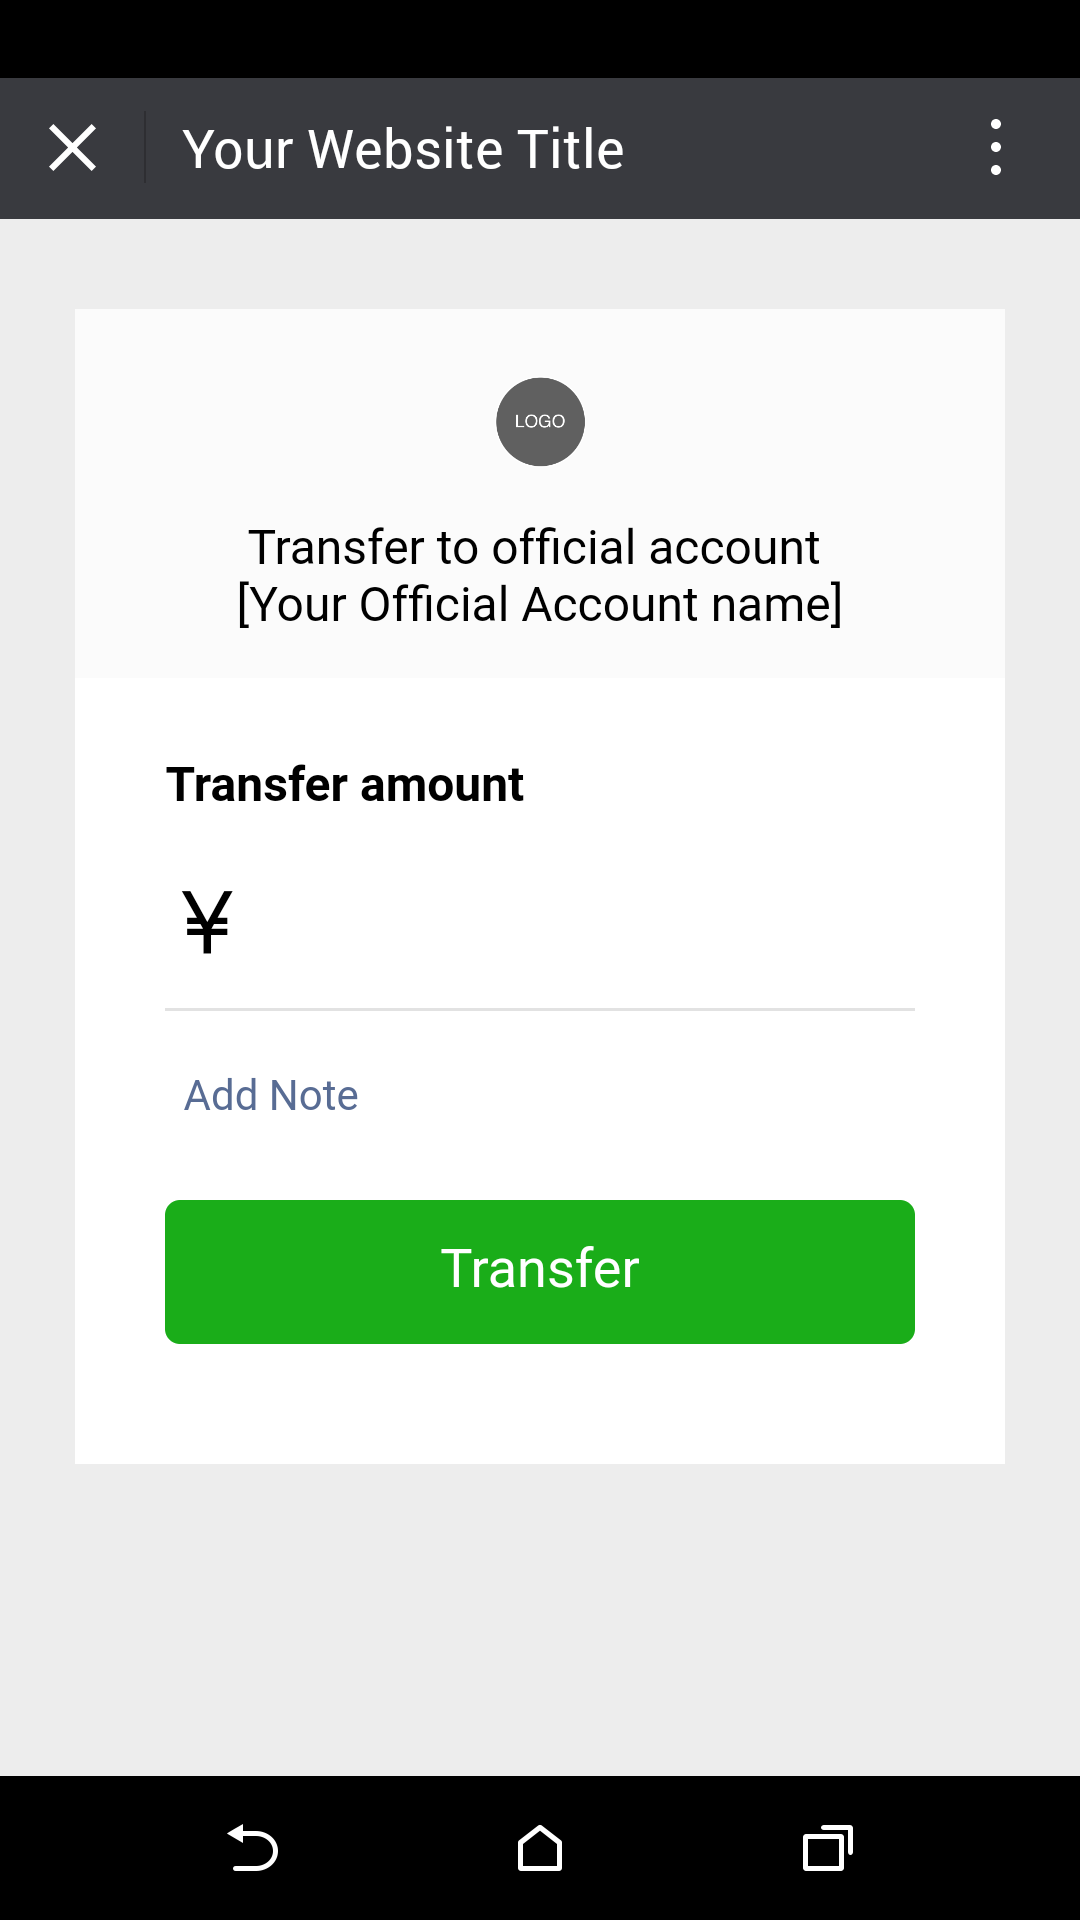 Your Website Title
LOGO
Transfer to official account
[Your Official Account name]
Transfer amount
¥
Add Note
Transfer